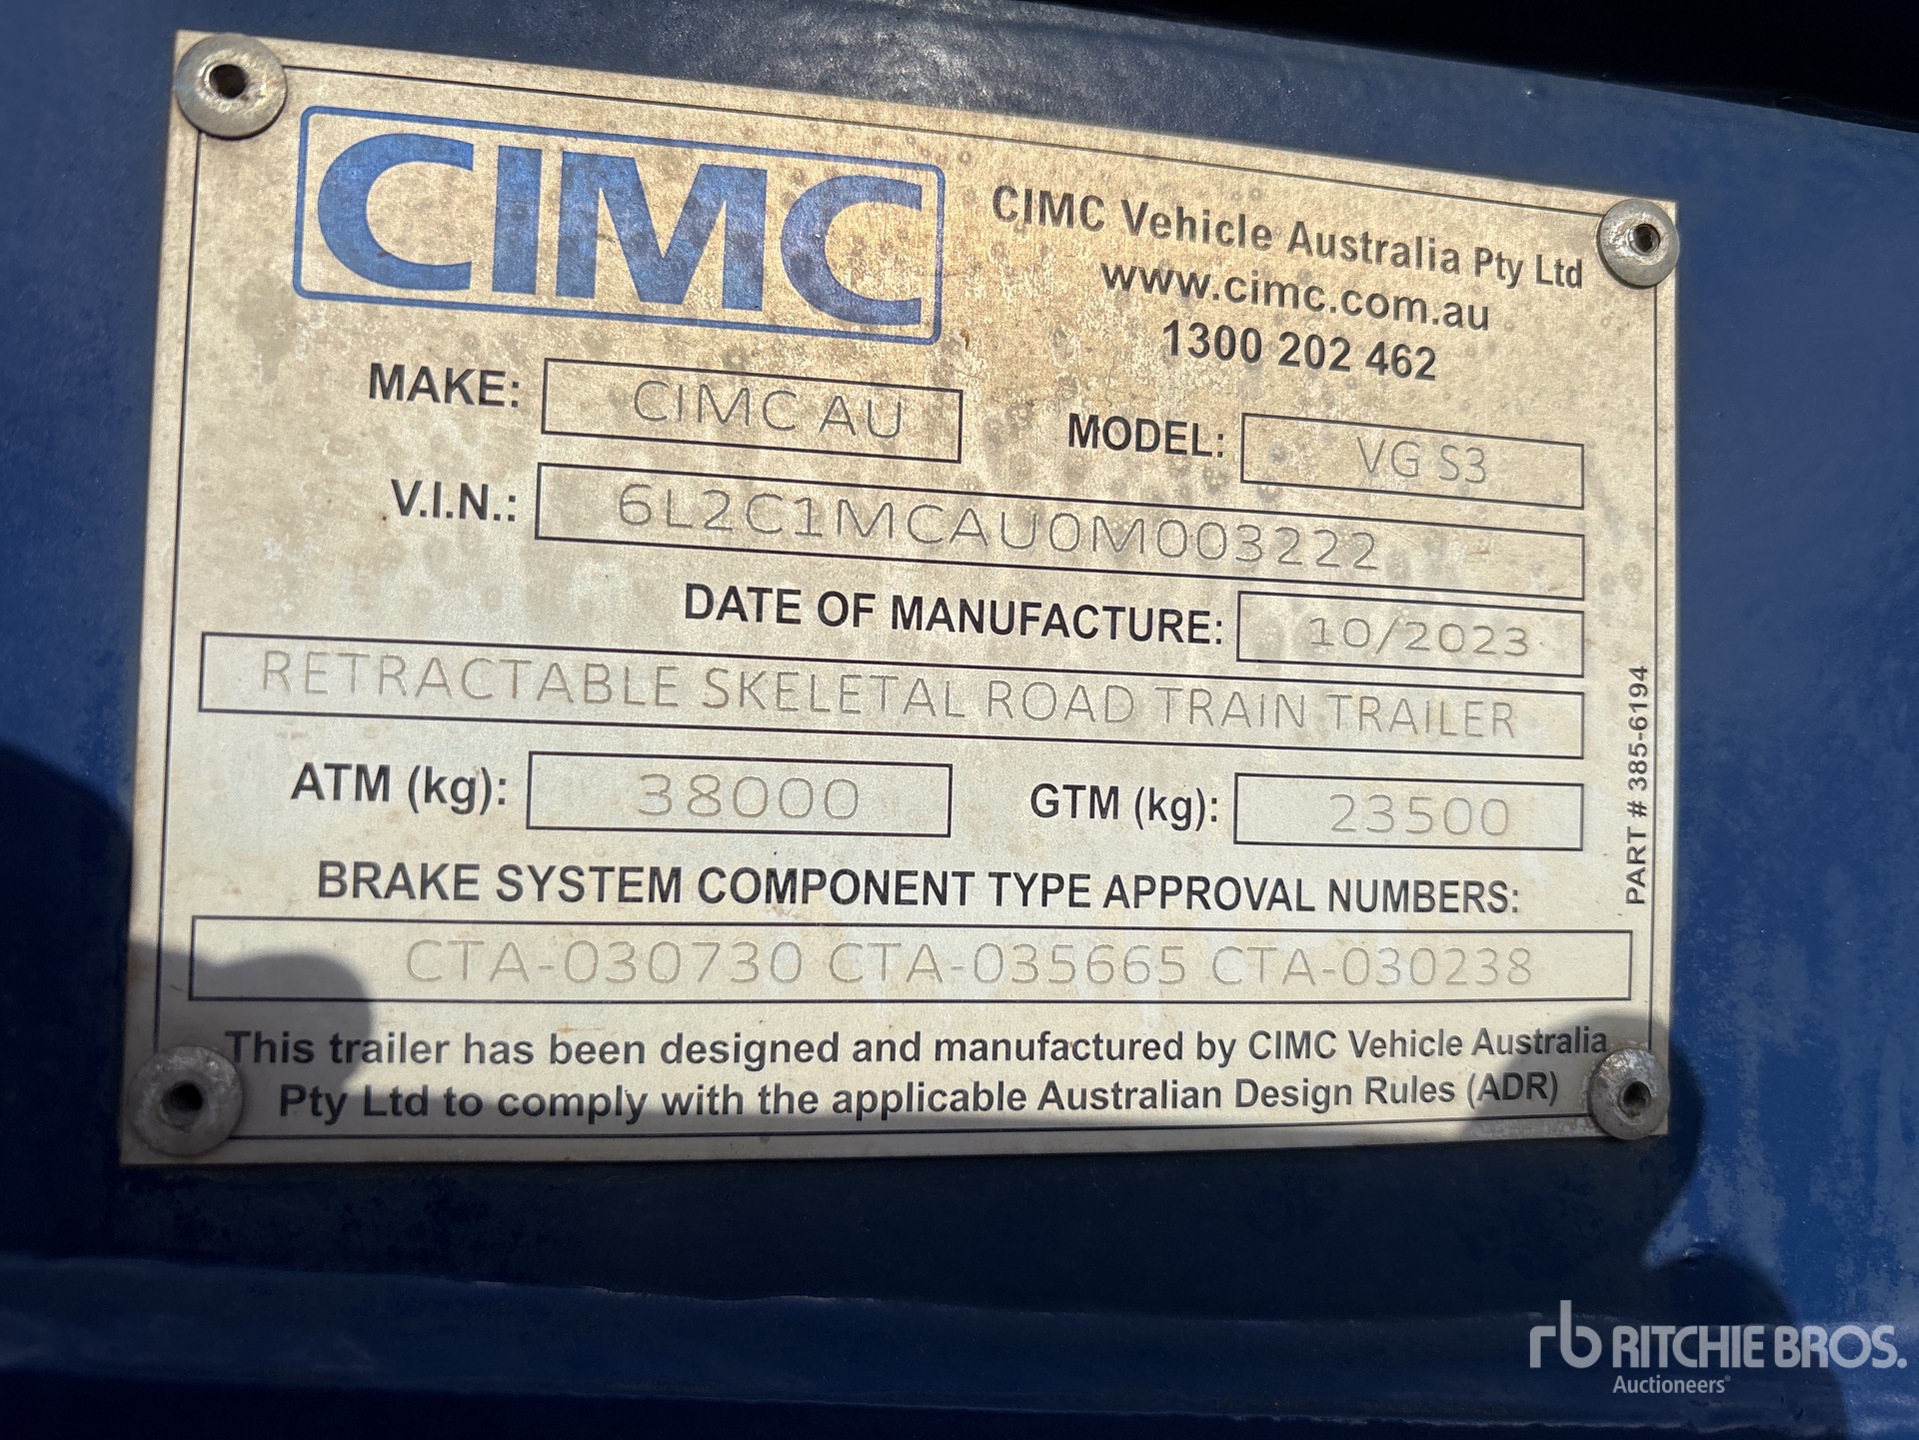 CIMC
CIMC Vehicle Australia Pty Ltd
www.cimc.com.au
1300 202 462
MAKE: CIMC AU
MODEL: VG S3
V.I.N.: 6L2C1MCAU0M003222
DATE OF MANUFACTURE: 10/2023
RETRACTABLE SKELETAL ROAD TRAIN TRAILER
ATM (kg): 38000 GTM (kg): 23500
BRAKE SYSTEM COMPONENT TYPE APPROVAL NUMBERS:
CTA-030730 CTA-035665 CTA-030238
This trailer has been designed and manufactured by CIMC Vehicle Australia
Pty Ltd to comply with the applicable Australian Design Rules (ADR)
PART # 385-6194
rb RITCHIE BROS.
Auctioneers®